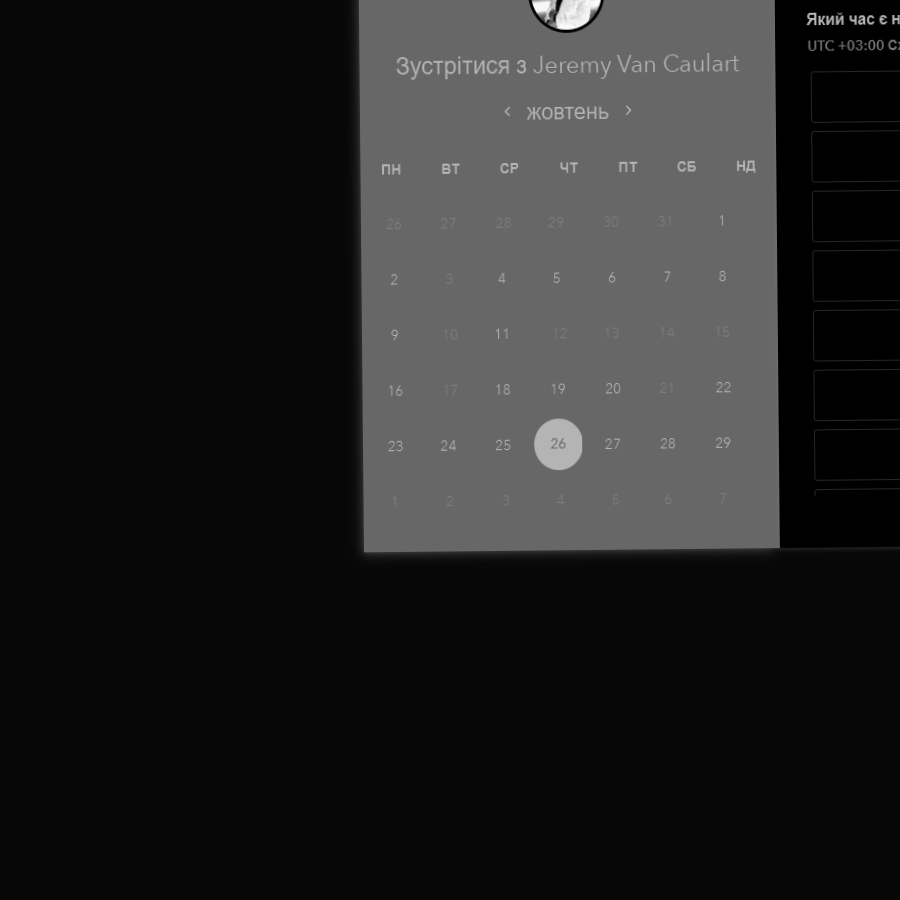 Зустрітися з Jeremy Van Caulart
‹ жовтень ›
ПН ВТ СР ЧТ ПТ СБ НД
26 27 28 29 30 31 1
2 3 4 5 6 7 8
9 10 11 12 13 14 15
16 17 18 19 20 21 22
23 24 25 26 27 28 29
1 2 3 4 5 6 7
Який час є
UTC +03:00